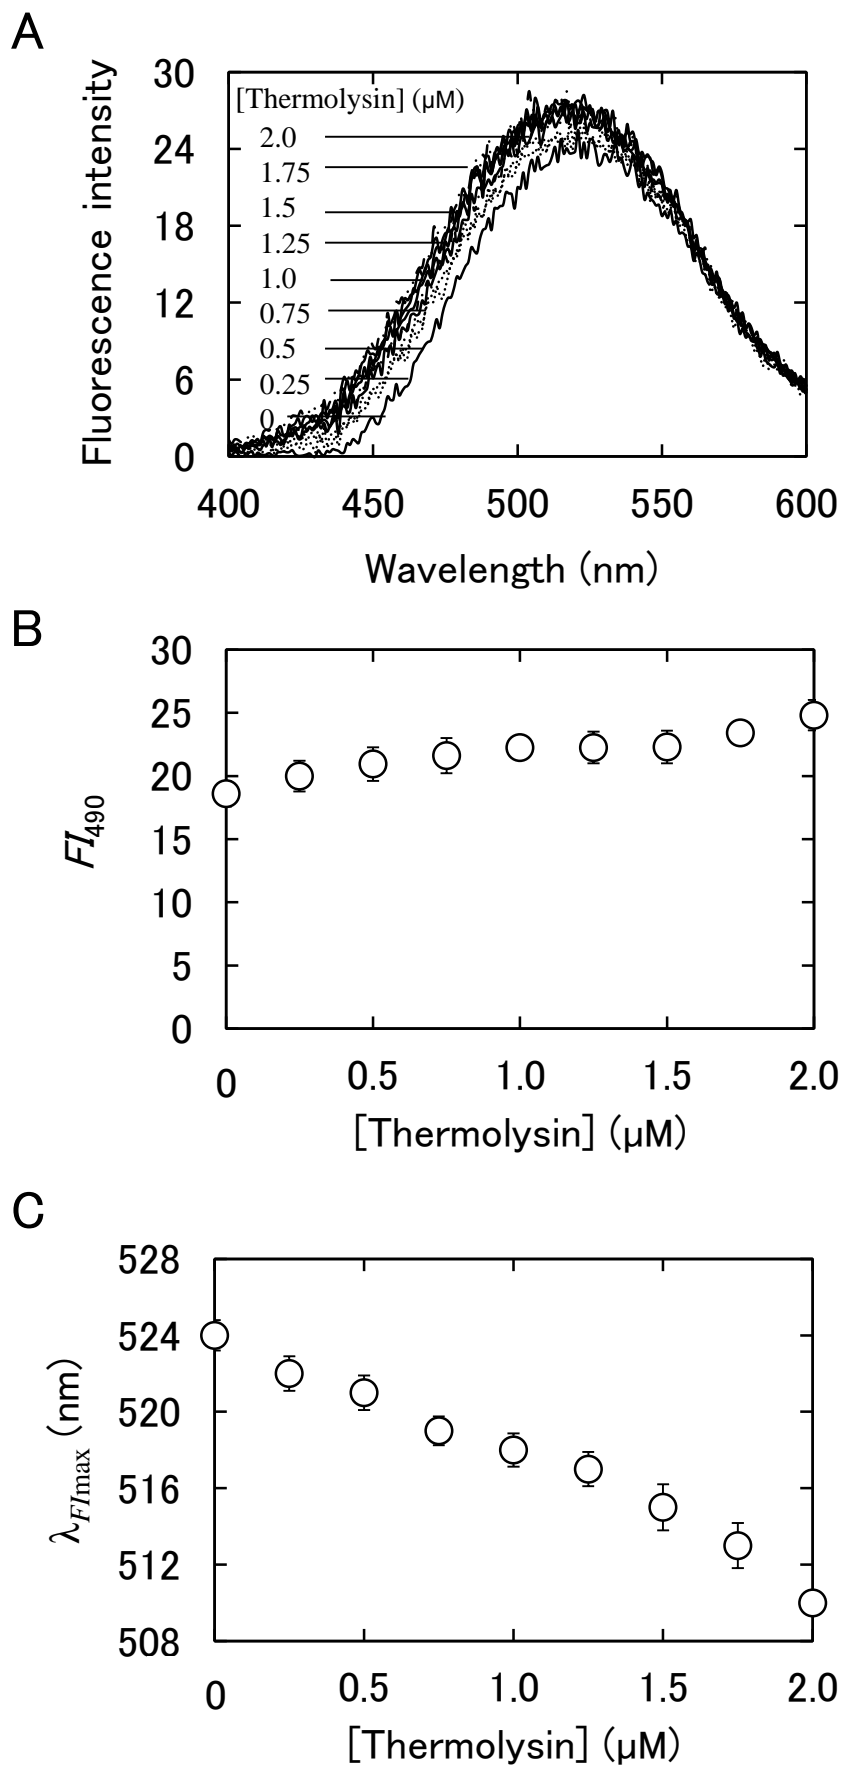 A
Fluorescence intensity
30
24
18
12
6
0
[Thermolysin] (μM)
2.0
1.75
1.5
1.25
1.0
0.75
0.5
0.25
0
400 450 500 550 600
Wavelength (nm)
B
FI490
30
25
20
15
10
5
0
0 0.5 1.0 1.5 2.0
[Thermolysin] (μM)
C
λFImax (nm)
528
524
520
516
512
508
0 0.5 1.0 1.5 2.0
[Thermolysin] (μM)